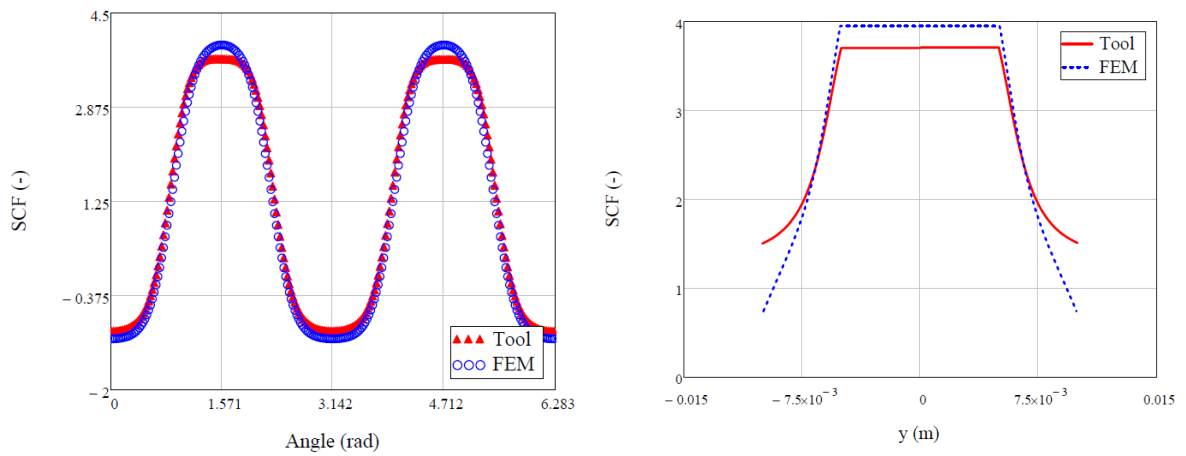 4.5
2.875
1.25
− 0.375
− 2
SCF (-)
0
1.571
3.142
4.712
6.283
Angle (rad)
Tool
FEM
4
3
2
1
0
SCF (-)
− 0.015
− 7.5×10⁻³
0
7.5×10⁻³
0.015
y (m)
Tool
FEM